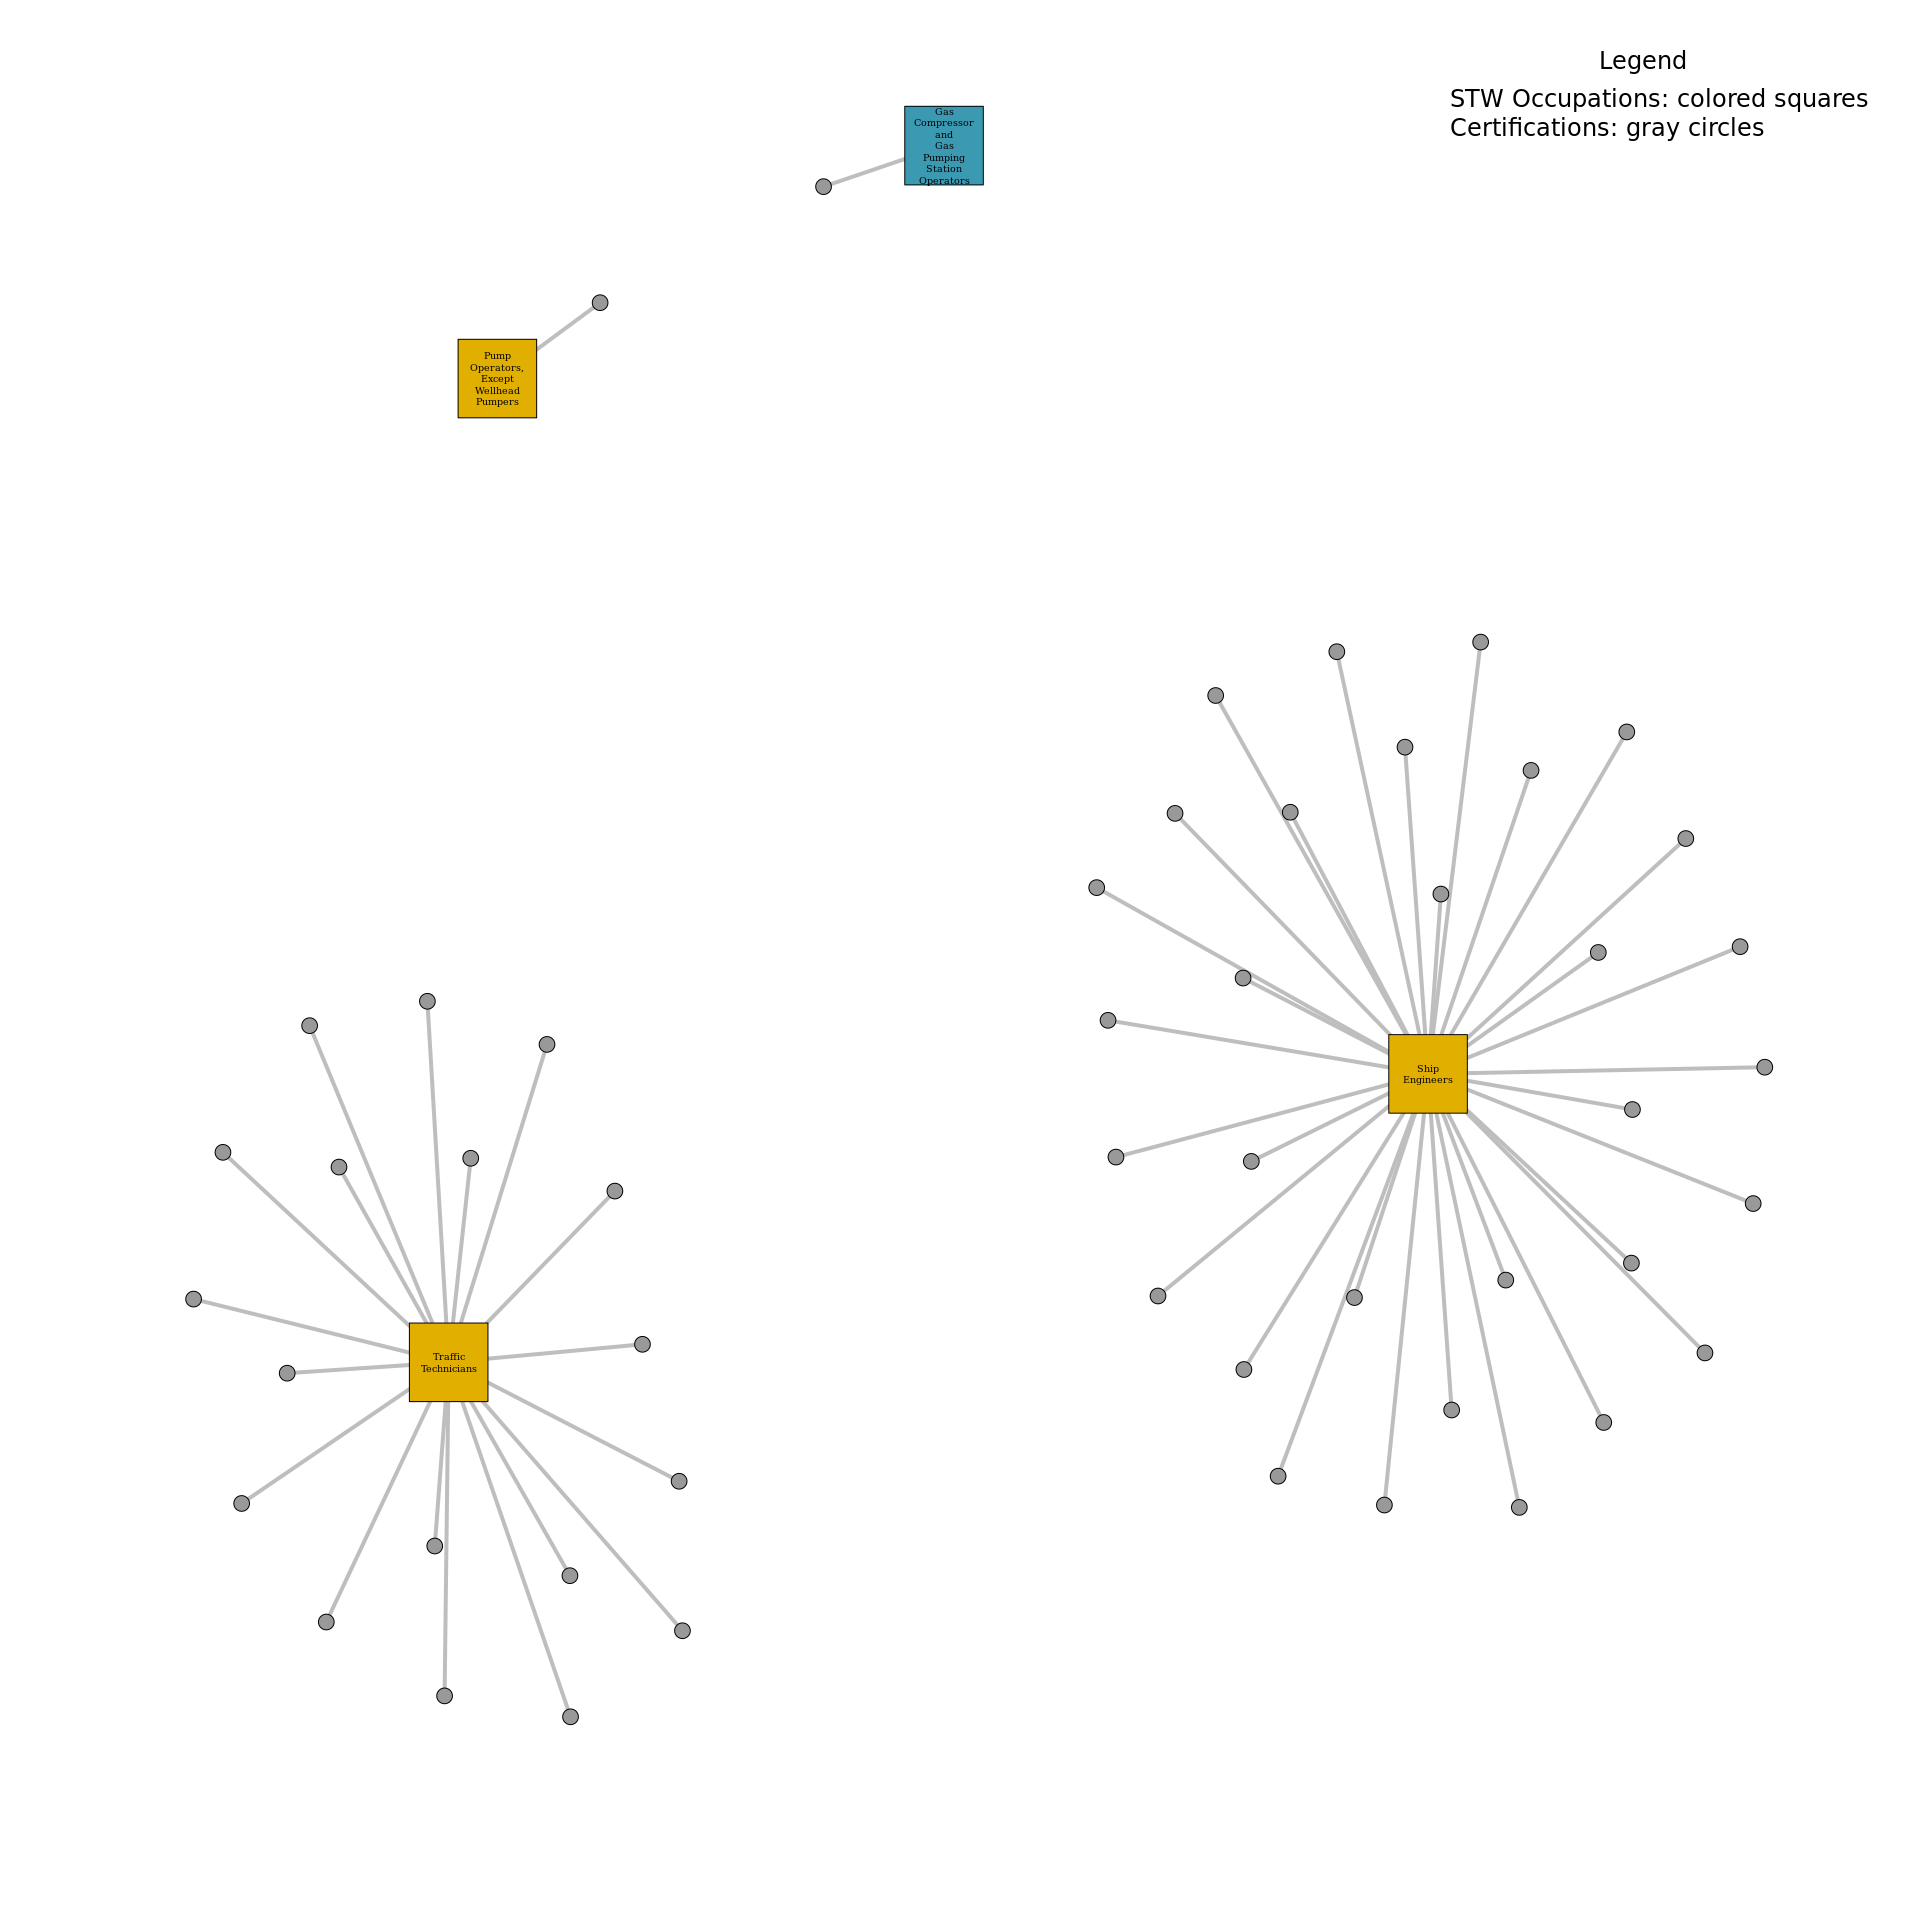 Legend
STW Occupations: colored squares
Certifications: gray circles
Gas
Compressor
and
Gas
Pumping
Station
Operators
Pump
Operators,
Except
Wellhead
Pumpers
Ship
Engineers
Traffic
Technicians